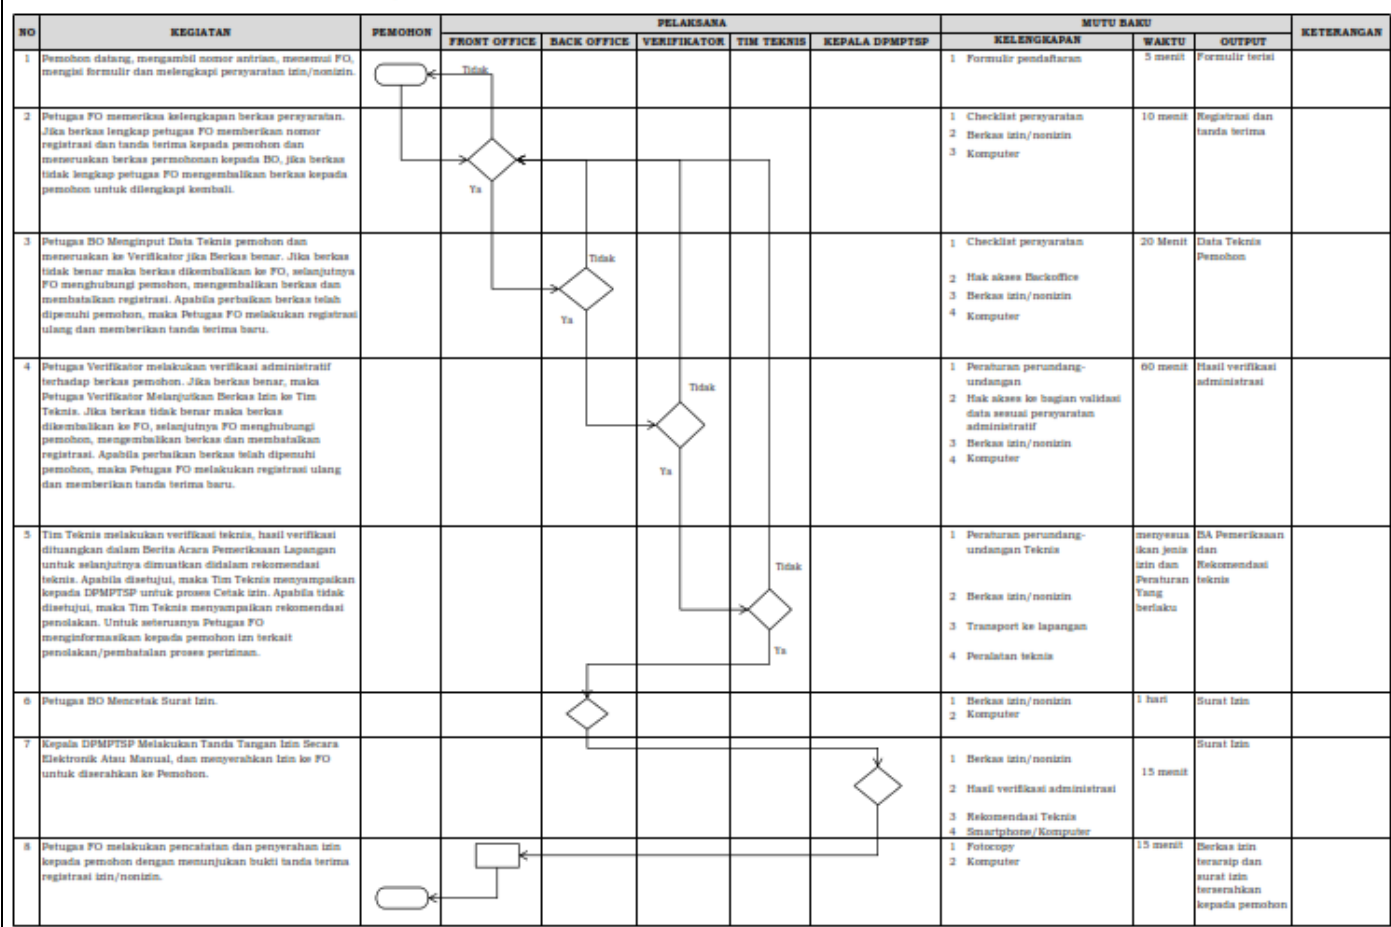 NO
KEGIATAN
PEMOHON
PELAKSANA
MUTU BAKU
KETERANGAN
FRONT OFFICE
BACK OFFICE
VERIFIKATOR
TIM TEKNIS
KEPALA DPMPTSP
KELENGKAPAN
WAKTU
OUTPUT
1
Pemohon datang, mengambil nomor antrian, menemui FO,
mengisi formulir dan melengkapi persyaratan izin/nonizin.
Tidak
1 Formulir pendaftaran
5 menit
Formulir terisi
2
Petugas FO memeriksa kelengkapan berkas persyaratan.
Jika berkas lengkap petugas FO memberikan nomor
registrasi dan tanda terima kepada pemohon dan
meneruskan berkas permohonan kepada BO, jika berkas
tidak lengkap petugas FO mengembalikan berkas kepada
pemohon untuk dilengkapi kembali.
Ya
1 Checklist persyaratan
2 Berkas izin/nonizin
3 Komputer
10 menit
Registrasi dan
tanda terima
3
Petugas BO Menginput Data Teknis pemohon dan
meneruskan ke Verifikator jika Berkas benar. Jika berkas
tidak benar maka berkas dikembalikan ke FO, selanjutnya
FO menghubungi pemohon, mengembalikan berkas dan
membatalkan registrasi. Apabila perbaikan berkas telah
dipenuhi pemohon, maka Petugas FO melakukan registrasi
ulang dan memberikan tanda terima baru.
Tidak
Ya
1 Checklist persyaratan
2 Hak akses Backoffice
3 Berkas izin/nonizin
4 Komputer
20 Menit
Data Teknis
Pemohon
4
Petugas Verifikator melakukan verifikasi administratif
terhadap berkas pemohon. Jika berkas benar, maka
Petugas Verifikator Melanjutkan Berkas Izin ke Tim
Teknis. Jika berkas tidak benar maka berkas
dikembalikan ke FO, selanjutnya FO menghubungi
pemohon, mengembalikan berkas dan membatalkan
registrasi. Apabila perbaikan berkas telah dipenuhi
pemohon, maka Petugas FO melakukan registrasi ulang
dan memberikan tanda terima baru.
Tidak
Ya
1 Peraturan perundang-
undangan
2 Hak akses ke bagian validasi
data sesuai persyaratan
administratif
3 Berkas izin/nonizin
4 Komputer
60 menit
Hasil verifikasi
administrasi
5
Tim Teknis melakukan verifikasi teknis, hasil verifikasi
dituangkan dalam Berita Acara Pemeriksaan Lapangan
untuk selanjutnya dimuatkan didalam rekomendasi
teknis. Apabila disetujui, maka Tim Teknis menyampaikan
kepada DPMPTSP untuk proses Cetak izin. Apabila tidak
disetujui, maka Tim Teknis menyampaikan rekomendasi
penolakan. Untuk seterusnya Petugas FO
menginformasikan kepada pemohon izn terkait
penolakan/pembatalan proses perizinan.
Tidak
Ya
1 Peraturan perundang-
undangan Teknis
2 Berkas izin/nonizin
3 Transport ke lapangan
4 Peralatan teknis
menyesua
ikan jenis
izin dan
Peraturan
Yang
berlaku
BA Pemeriksaan
dan
Rekomendasi
teknis
6
Petugas BO Mencetak Surat Izin.
1 Berkas izin/nonizin
2 Komputer
1 hari
Surat Izin
7
Kepala DPMPTSP Melakukan Tanda Tangan Izin Secara
Elektronik Atau Manual, dan menyerahkan Izin ke FO
untuk diserahkan ke Pemohon.
1 Berkas izin/nonizin
2 Hasil verifikasi administrasi
3 Rekomendasi Teknis
4 Smartphone/Komputer
15 menit
Surat Izin
8
Petugas FO melakukan pencatatan dan penyerahan izin
kepada pemohon dengan menunjukan bukti tanda terima
registrasi izin/nonizin.
1 Fotocopy
2 Komputer
15 menit
Berkas izin
terarsip dan
surat izin
terserahkan
kepada pemohon